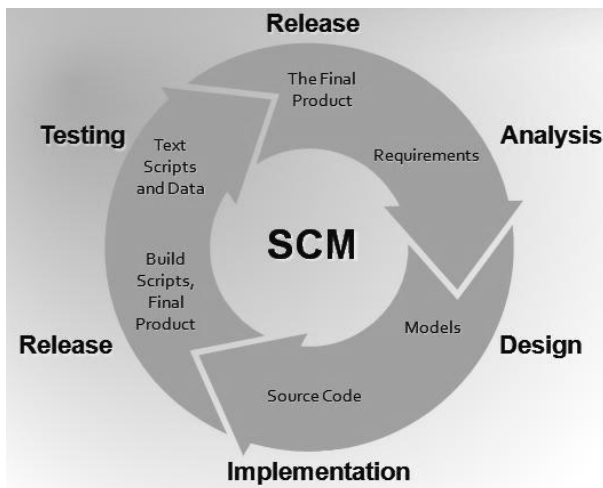 Release
The Final
Product
Analysis
Requirements
Design
Models
Implementation
Source Code
Release
Build
Scripts,
Final
Product
Testing
Text
Scripts
and Data
SCM